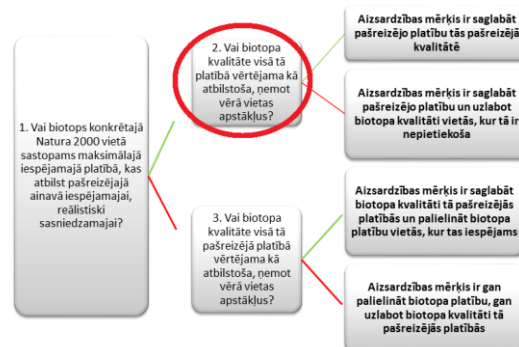 1. Vai biotops konkrētajā
Natura 2000 vietā
sastopams maksimālajā
iespējamajā platībā, kas
atbilst pašreizējajā
ainavā iespējamajai,
reālistiski
sasniedzamajai?
2. Vai biotopa
kvalitāte visā tā
platībā vērtējama kā
atbilstoša, ņemot
vērā vietas
apstākļus?
3. Vai biotopa
kvalitāte visā tā
pašreizējā platībā
vērtējama kā
atbilstoša, ņemot
vērā vietas
apstākļus?
Aizsardzības mērķis ir saglabāt
pašreizējo platību tās pašreizējā
kvalitātē
Aizsardzības mērķis ir saglabāt
pašreizējo platību un uzlabot
biotopa kvalitāti vietās, kur tā ir
nepietiekoša
Aizsardzības mērķis ir saglabāt
biotopa kvalitāti tā pašreizējās
platībās un palielināt biotopa
platību vietās, kur tas iespējams
Aizsardzības mērķis ir gan
palielināt biotopa platību, gan
uzlabot biotopa kvalitāti tā
pašreizējās platībās